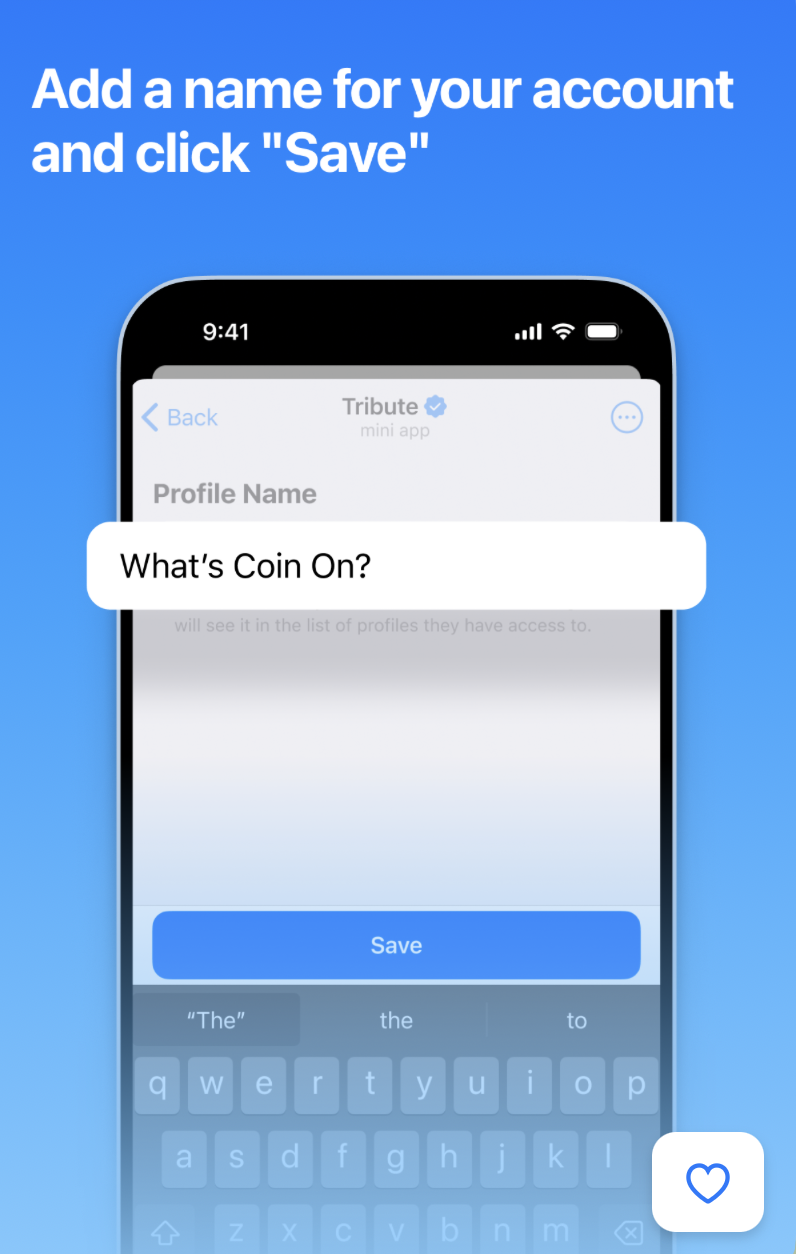 Add a name for your account
and click "Save"
9:41
Back
Tribute
mini app
Profile Name
What’s Coin On?
will see it in the list of profiles they have access to.
Save
“The” the to
q w e r t y u i o p
a s d f g h j k l
z x c v b n m